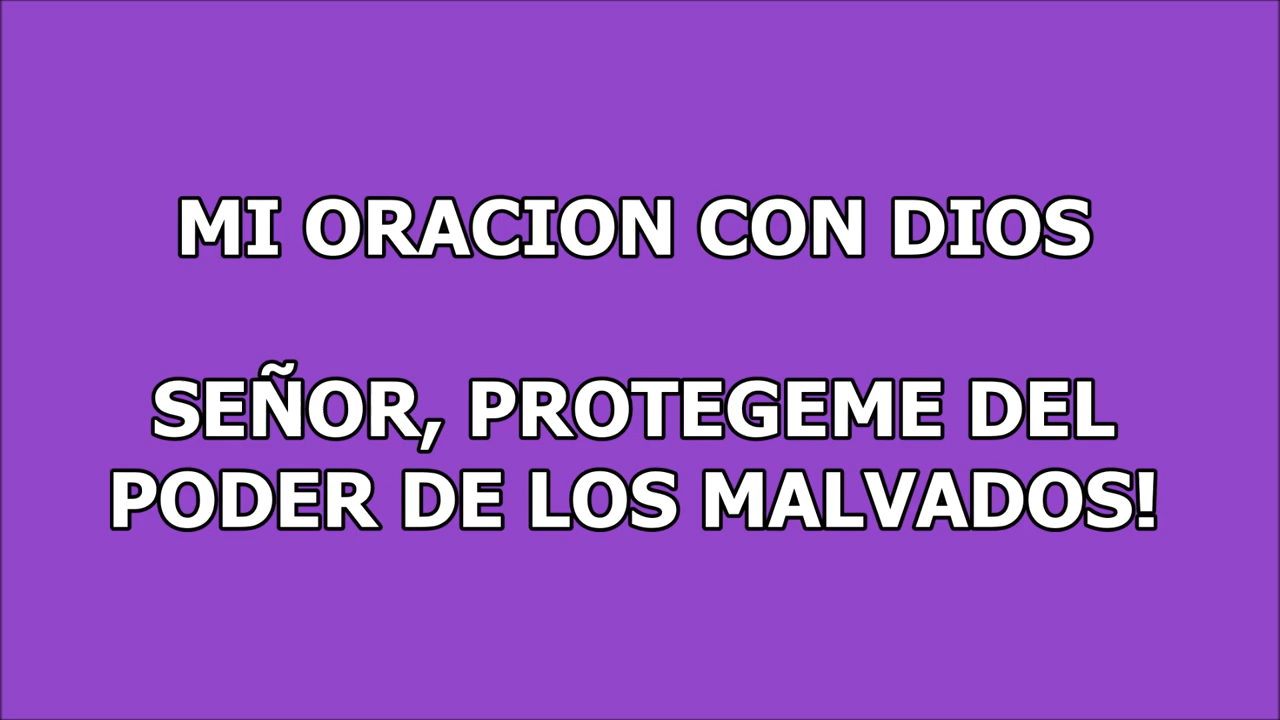 MI ORACION CON DIOS
SEÑOR, PROTEGEME DEL
PODER DE LOS MALVADOS!